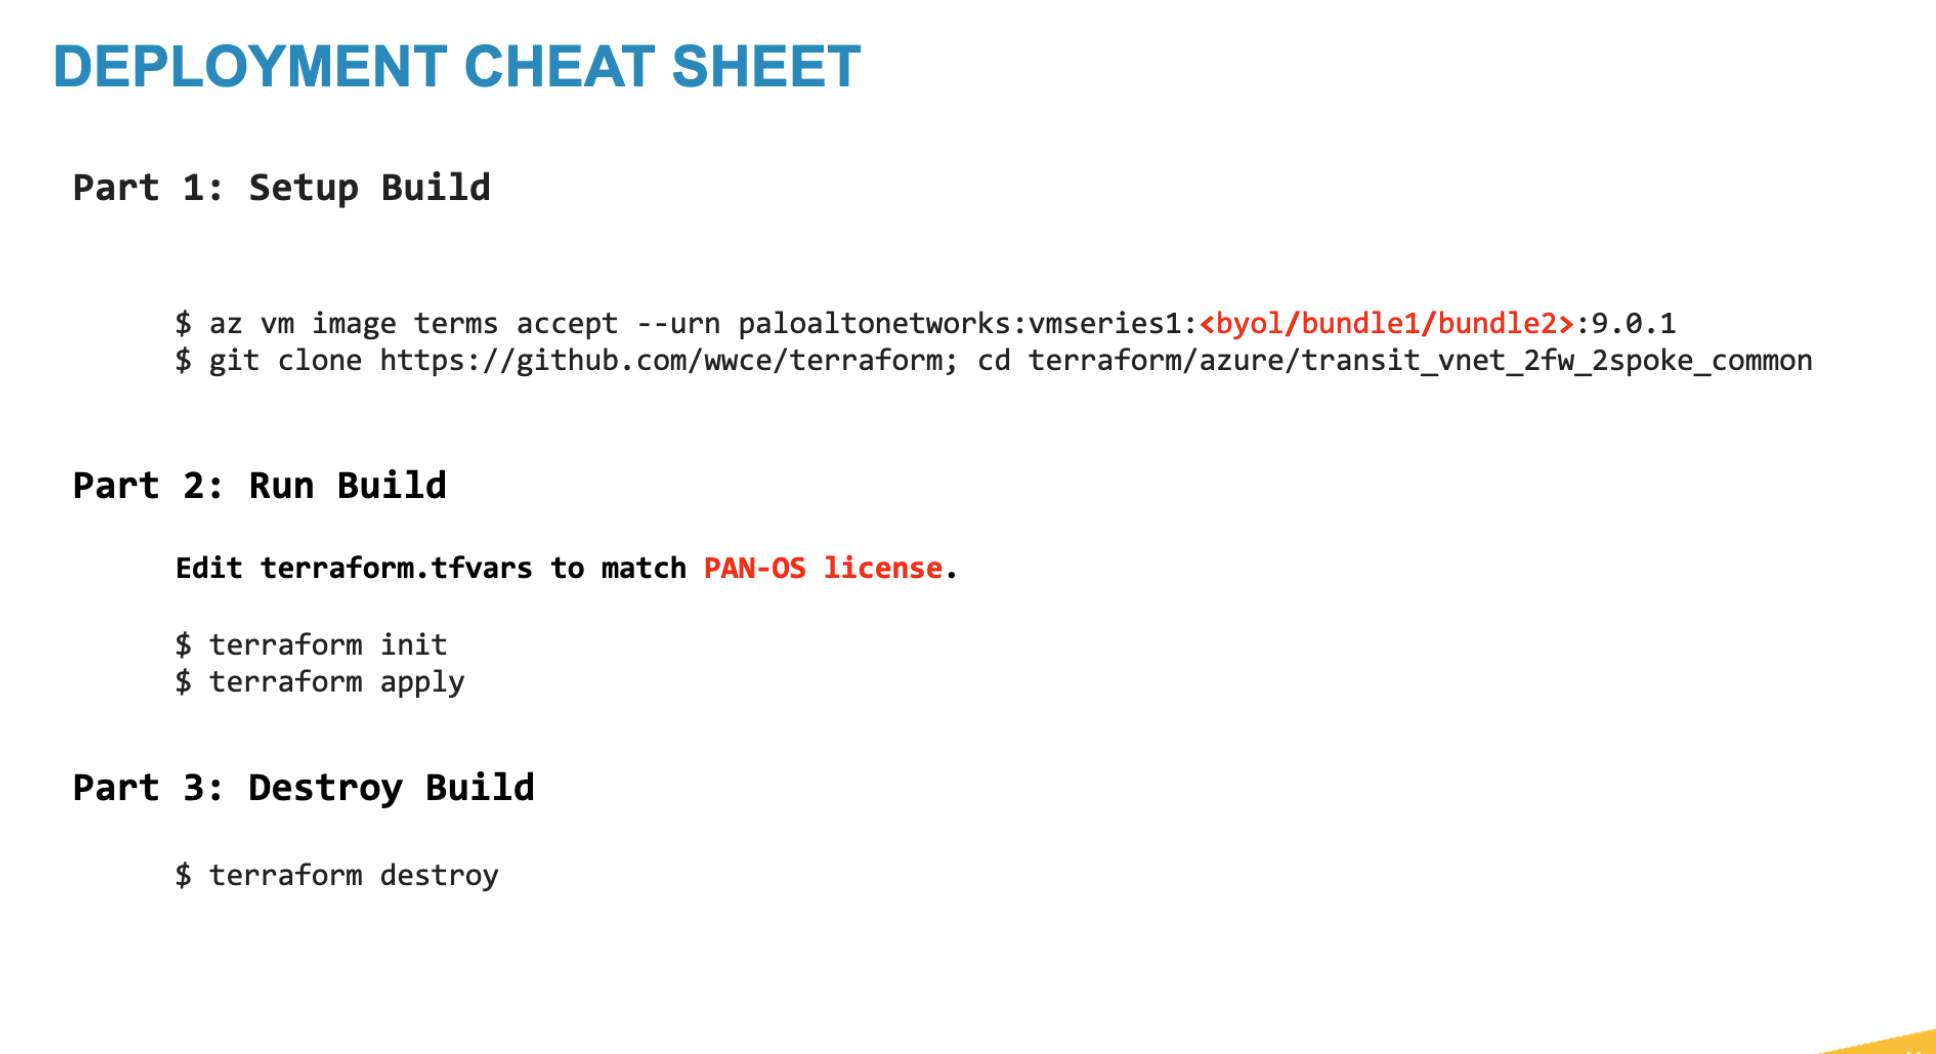 DEPLOYMENT CHEAT SHEET
Part 1: Setup Build
$ az vm image terms accept --urn paloaltonetworks:vmseries1:<byol/bundle1/bundle2>:9.0.1
$ git clone https://github.com/wwce/terraform; cd terraform/azure/transit_vnet_2fw_2spoke_common
Part 2: Run Build
Edit terraform.tfvars to match PAN-OS license.
$ terraform init
$ terraform apply
Part 3: Destroy Build
$ terraform destroy